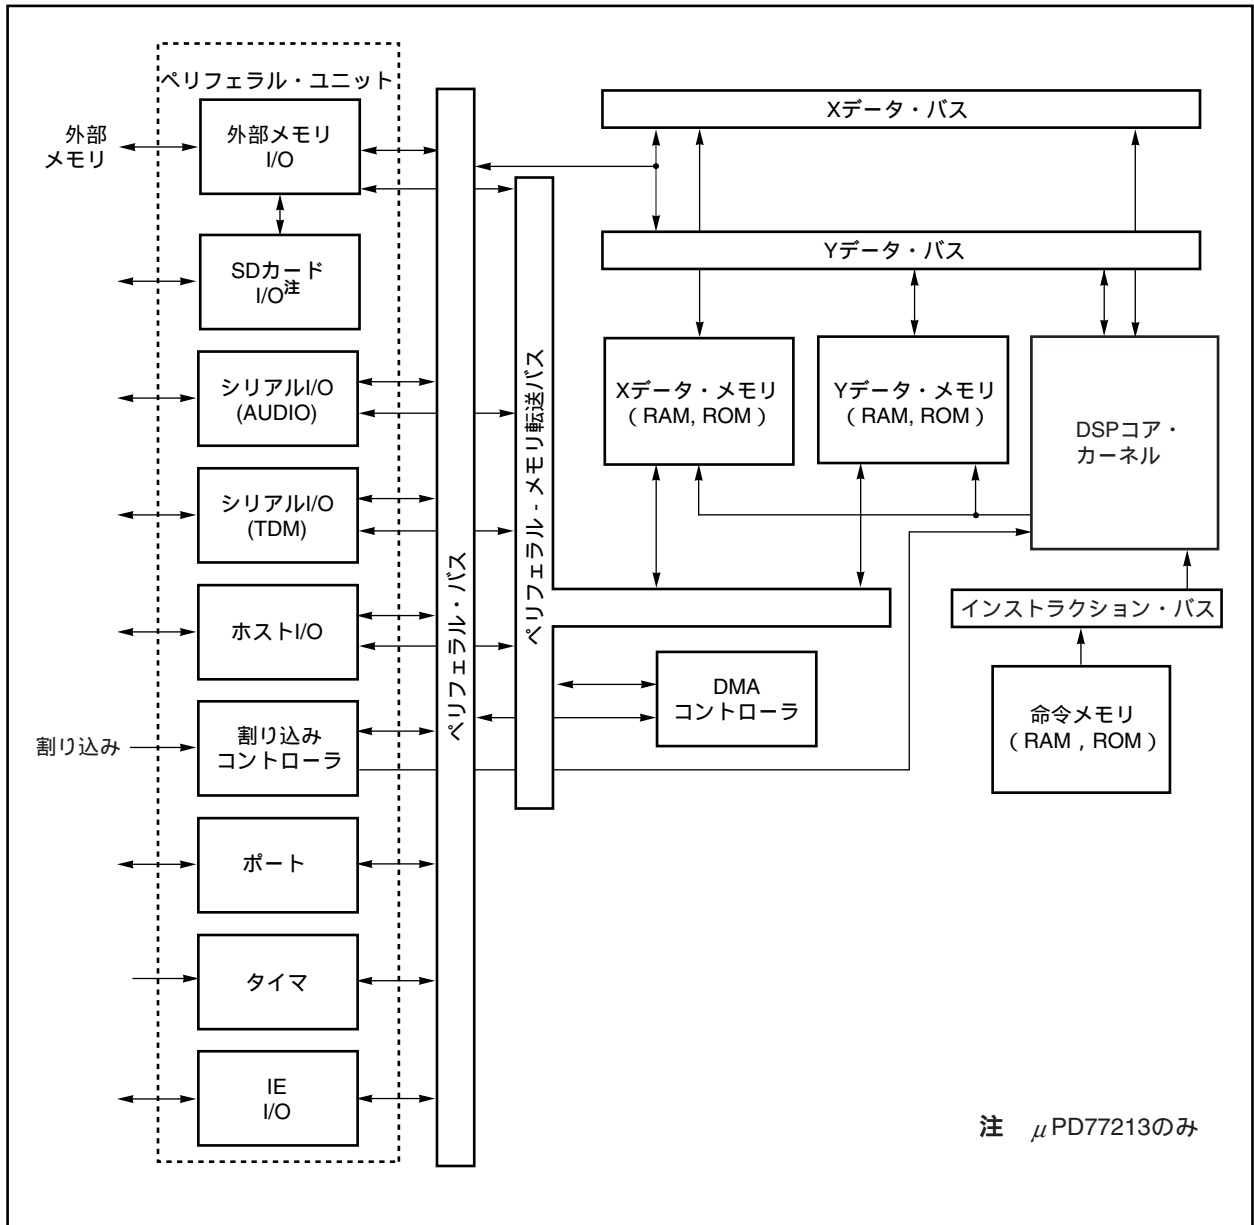 ペリフェラル・ユニット
外部
メモリ
外部メモリ
I/O
SDカード
I/O注
シリアルI/O
(AUDIO)
シリアルI/O
(TDM)
ホストI/O
割り込み
割り込み
コントローラ
ポート
タイマ
IE
I/O
ペリフェラル・バス
ペリフェラル - メモリ転送バス
Xデータ・バス
Yデータ・バス
Xデータ・メモリ
(RAM, ROM)
Yデータ・メモリ
(RAM, ROM)
DSPコア・
カーネル
インストラクション・バス
DMA
コントローラ
命令メモリ
(RAM , ROM)
注 μPD77213のみ